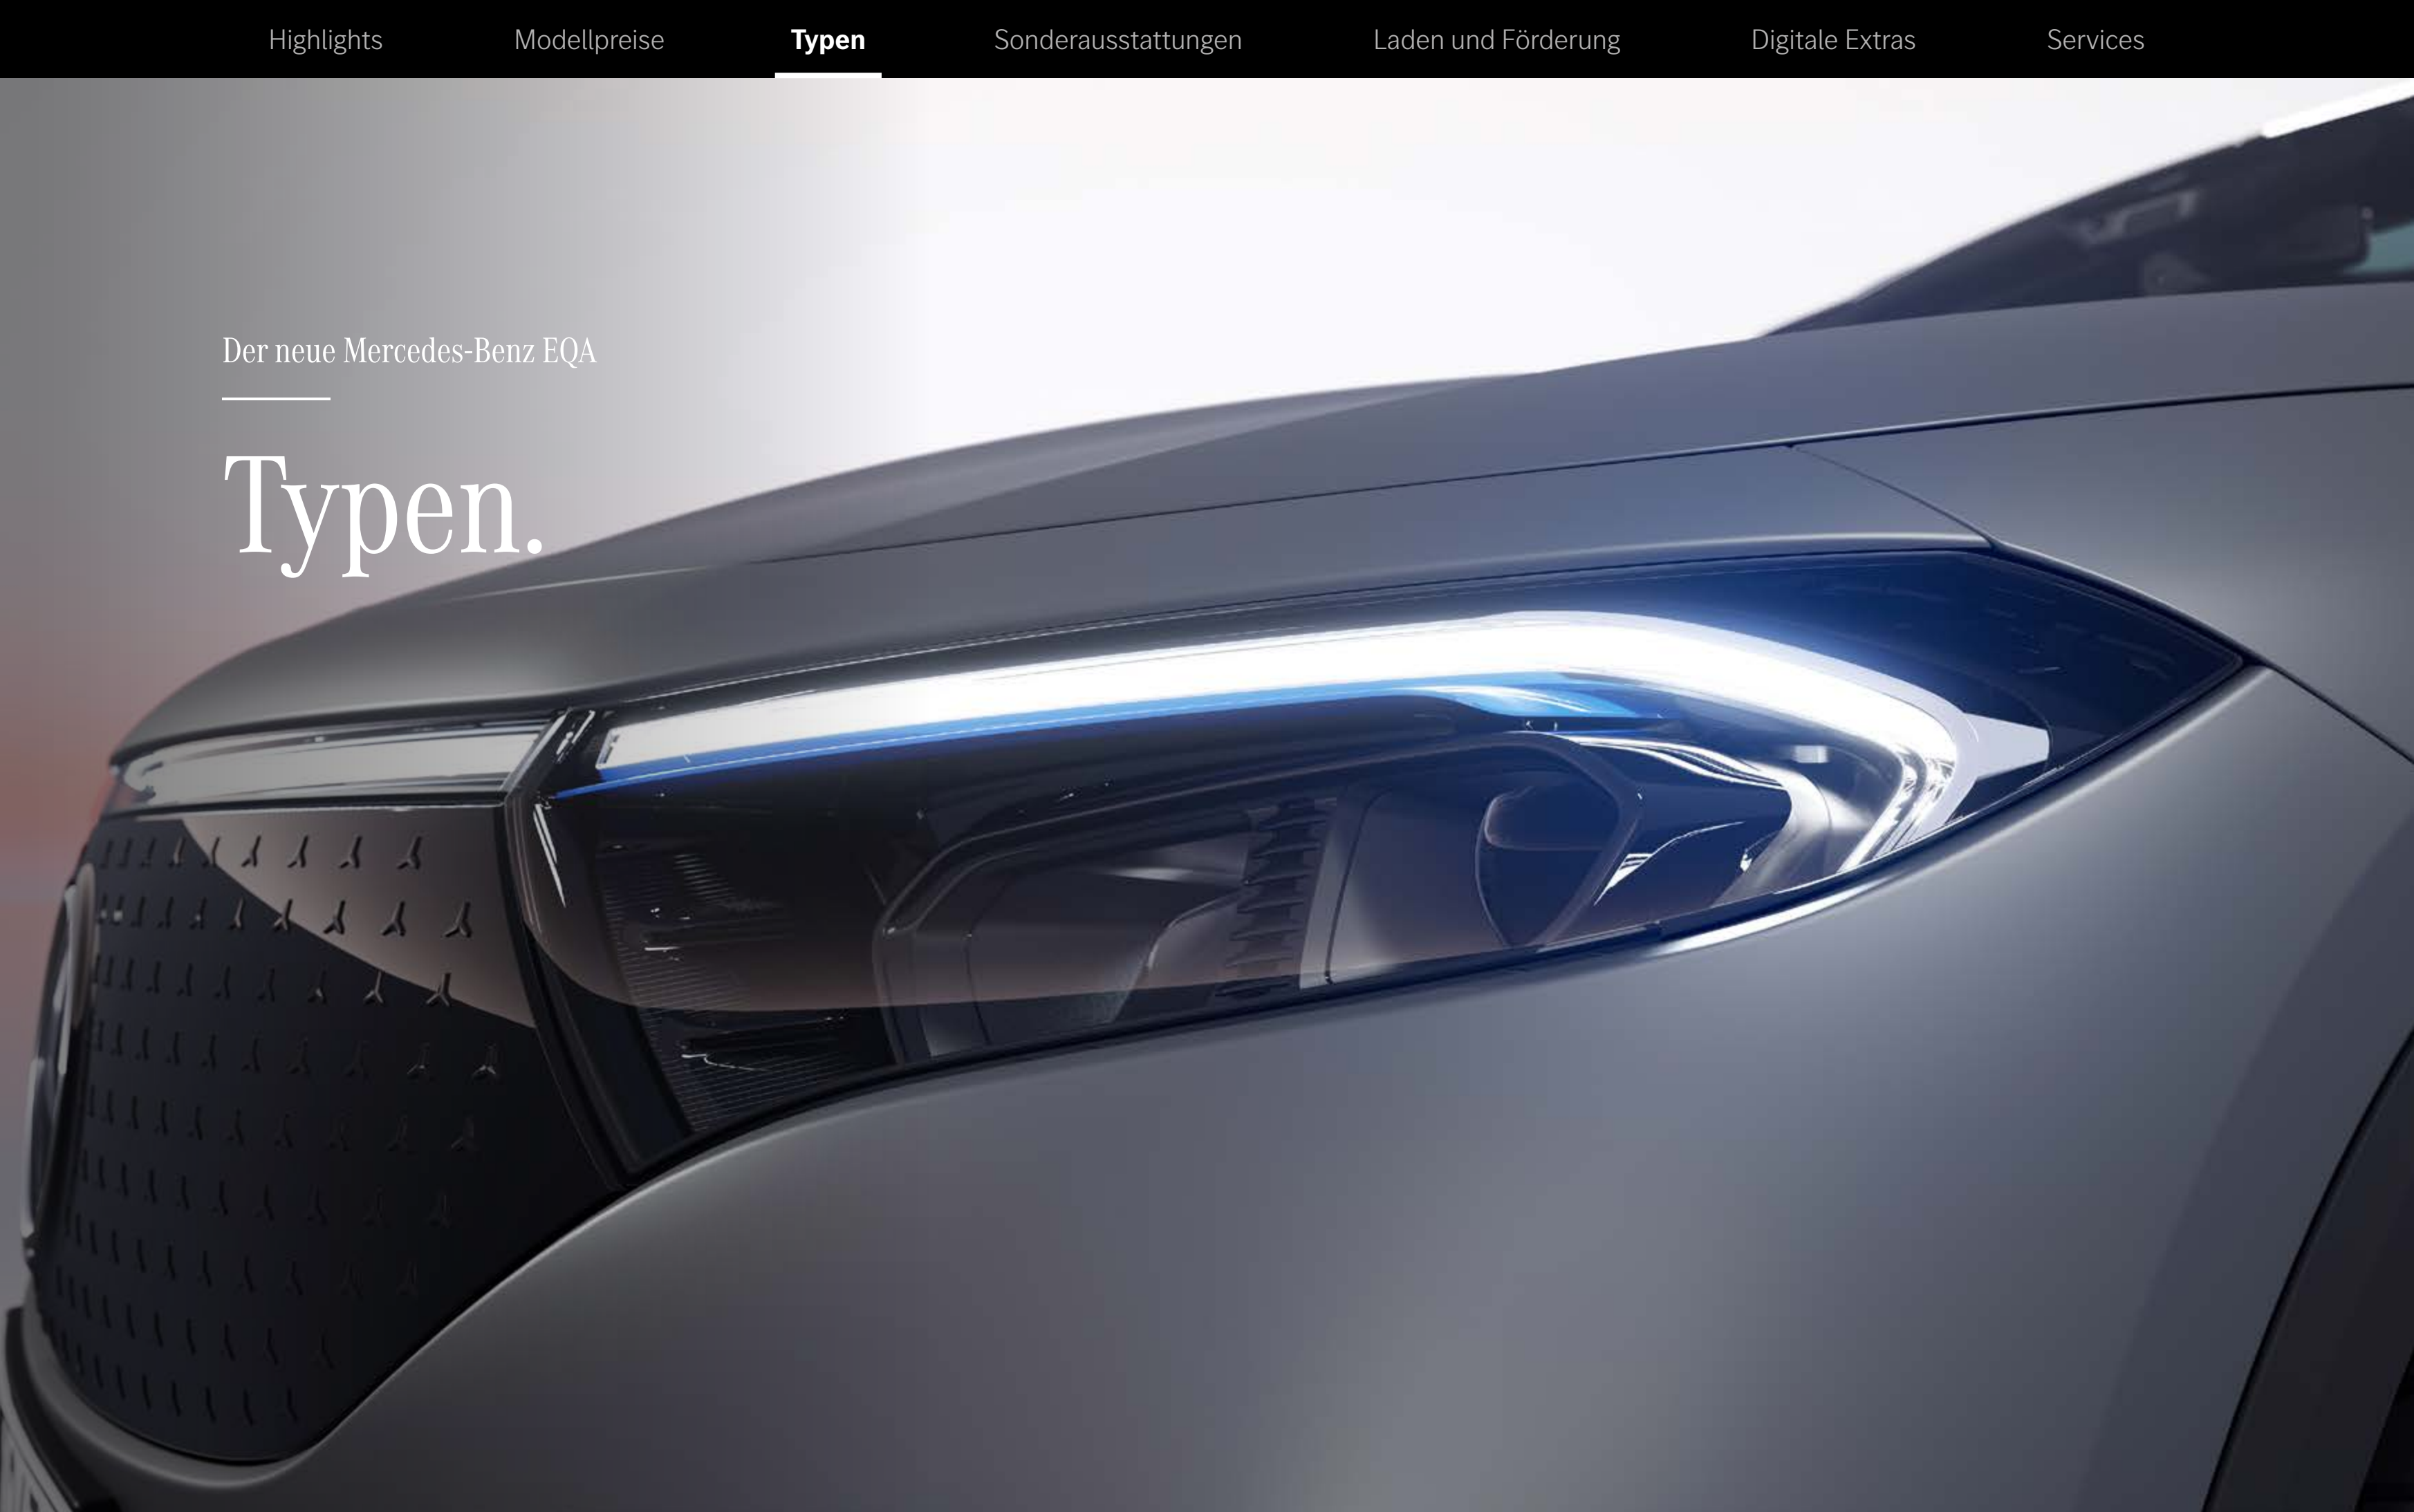 Highlights
Modellpreise
Typen
Sonderausstattungen
Laden und Förderung
Digitale Extras
Services
Der neue Mercedes-Benz EQA
Typen.